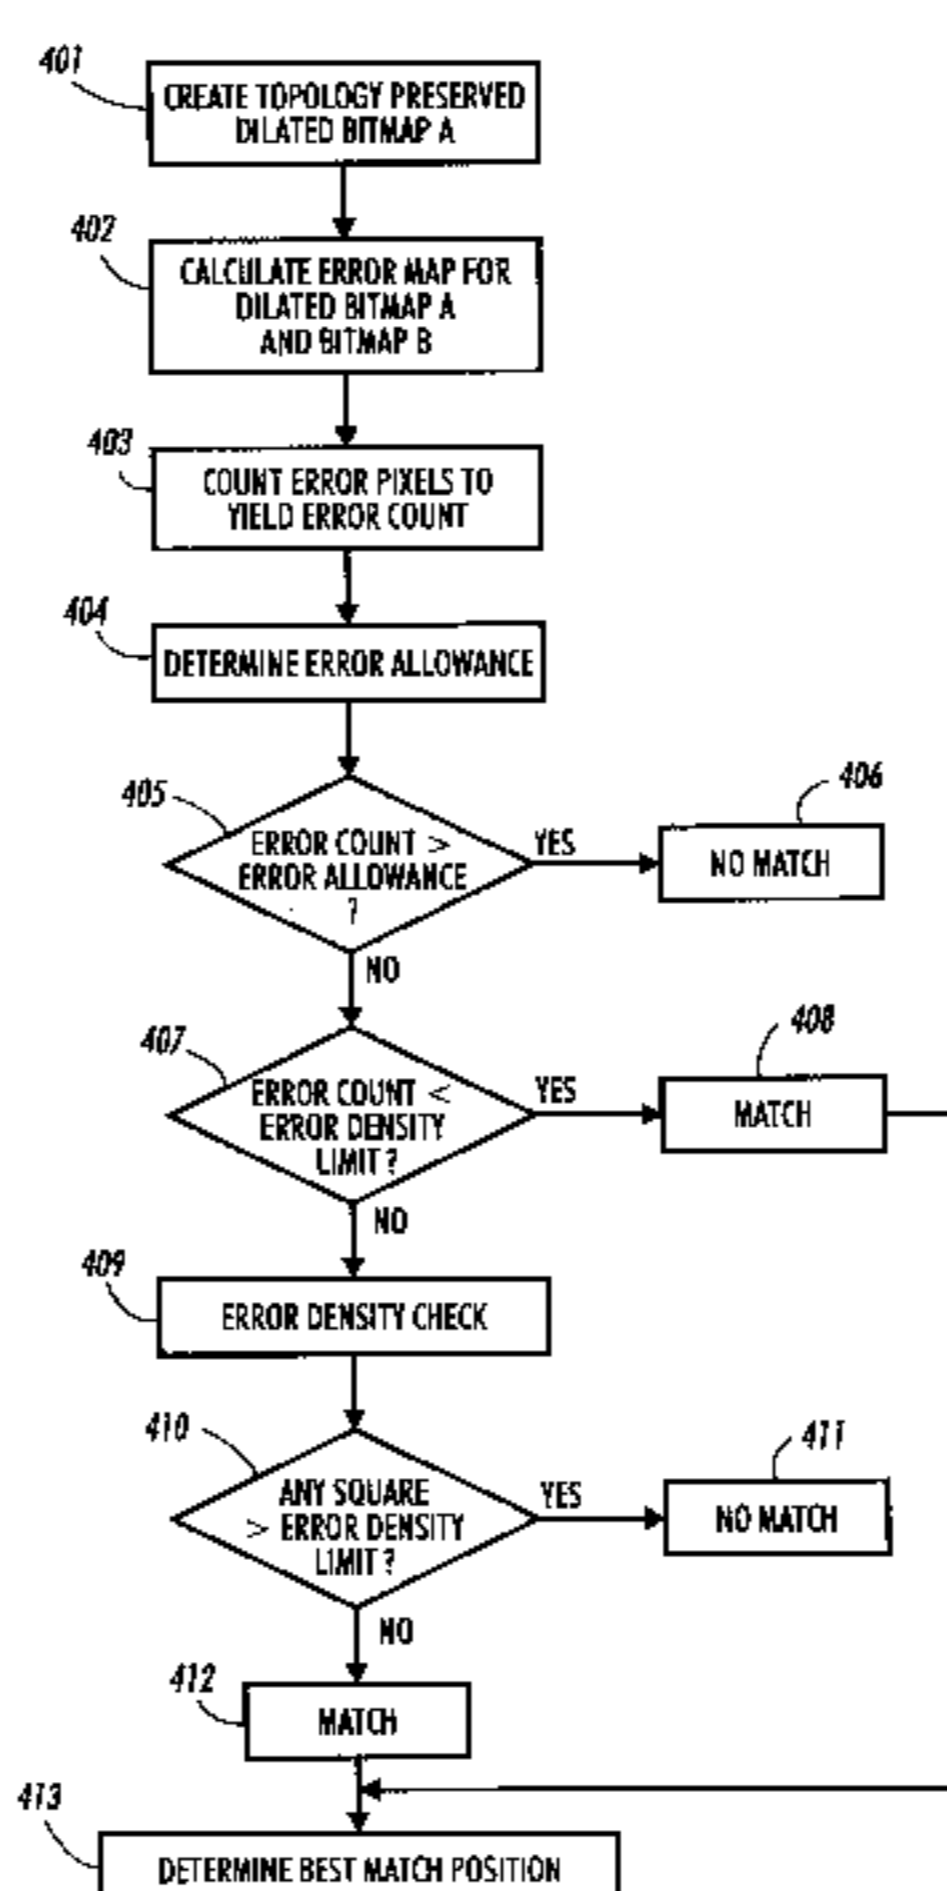 401
CREATE TOPOLOGY PRESERVED
DILATED BITMAP A
402
CALCULATE ERROR MAP FOR
DILATED BITMAP A
AND BITMAP B
403
COUNT ERROR PIXELS TO
YIELD ERROR COUNT
404
DETERMINE ERROR ALLOWANCE
405
ERROR COUNT >
ERROR ALLOWANCE
?
YES
406
NO MATCH
NO
407
ERROR COUNT <
ERROR DENSITY
LIMIT ?
YES
408
MATCH
NO
409
ERROR DENSITY CHECK
410
ANY SQUARE
> ERROR DENSITY
LIMIT ?
YES
411
NO MATCH
NO
412
MATCH
413
DETERMINE BEST MATCH POSITION